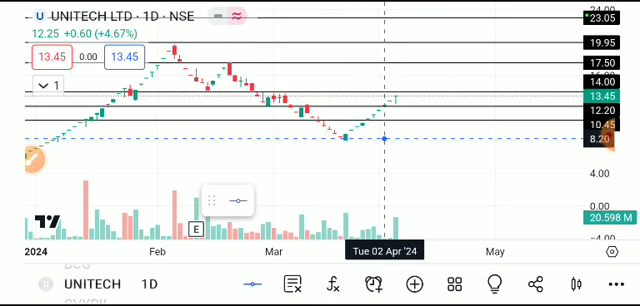 U UNITECH LTD · 1D · NSE
12.25 +0.60 (+4.67%)
13.45 0.00 13.45
1
24.00
23.05
19.95
17.50
14.00
13.45
12.20
10.45
8.20
4.00
0.00
20.598 M
−4.00
E
2024 Feb Mar Tue 02 Apr '24 May
UNITECH 1D